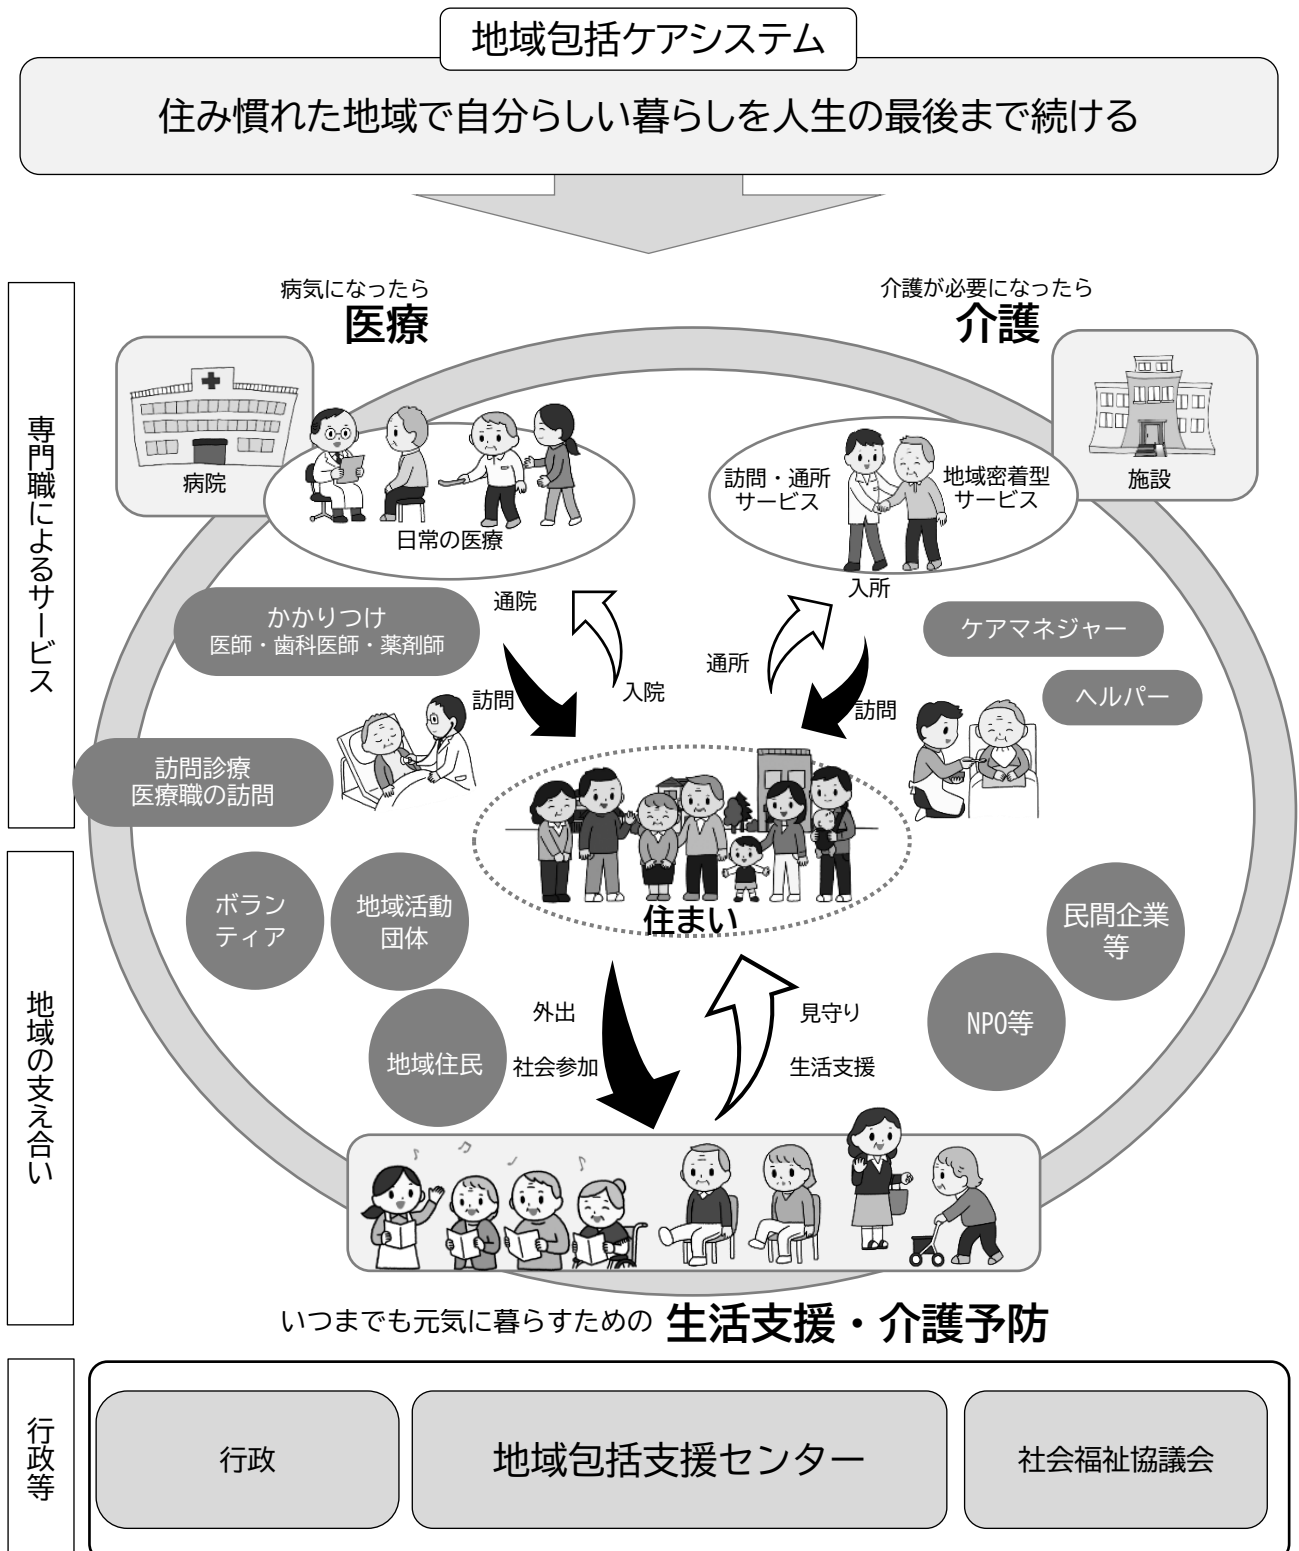 地域包括ケアシステム
住み慣れた地域で自分らしい暮らしを人生の最後まで続ける
専門職によるサービス
病気になったら
医療
介護が必要になったら
介護
病院
日常の医療
訪問・通所
サービス
地域密着型
サービス
施設
かかりつけ
医師・歯科医師・薬剤師
通院
入院
訪問
入所
通所
訪問
ケアマネジャー
ヘルパー
訪問診療
医療職の訪問
住まい
地域の支え合い
ボラン
ティア
地域活動
団体
地域住民
民間企業
等
NPO等
外出
社会参加
見守り
生活支援
いつまでも元気に暮らすための 生活支援・介護予防
行政等
行政
地域包括支援センター
社会福祉協議会